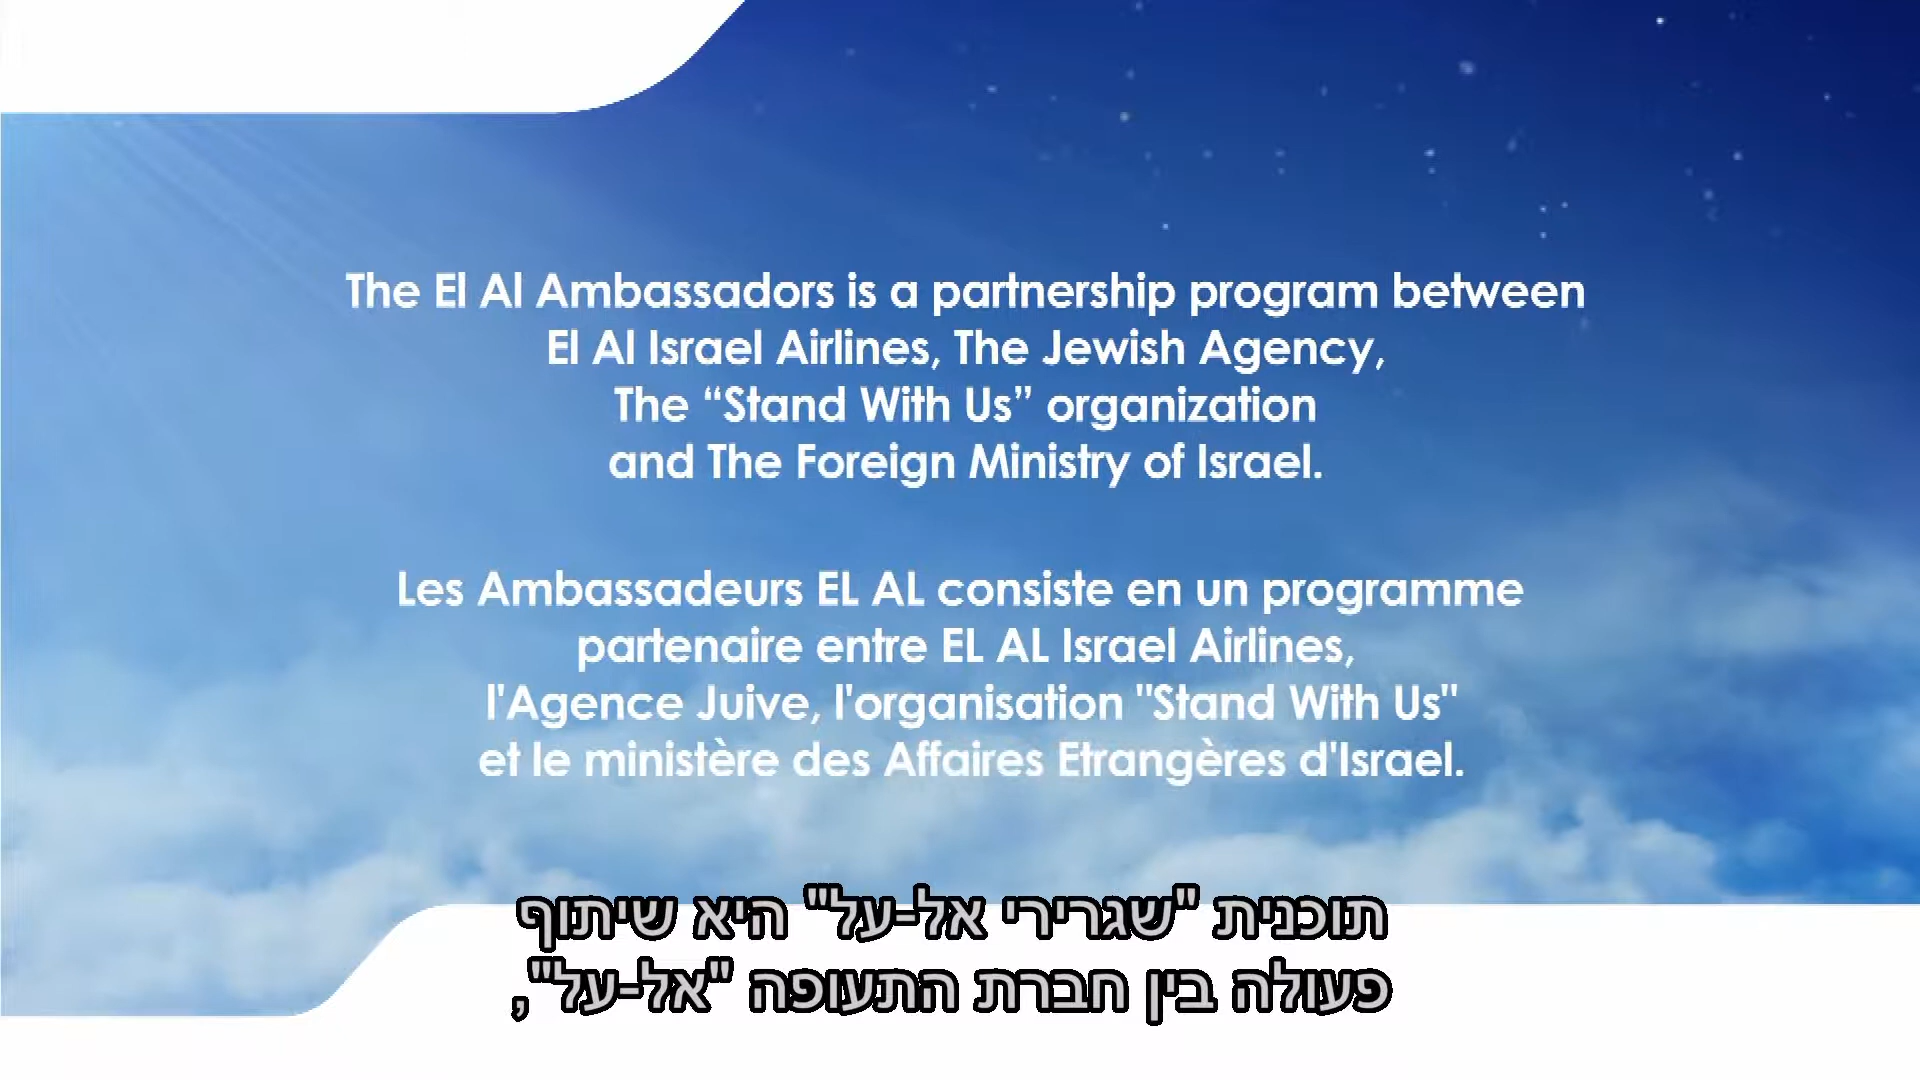 The El Al Ambassadors is a partnership program between
El Al Israel Airlines, The Jewish Agency,
The “Stand With Us” organization
and The Foreign Ministry of Israel.
Les Ambassadeurs EL AL consiste en un programme
partenaire entre EL AL Israel Airlines,
l'Agence Juive, l'organisation "Stand With Us"
et le ministère des Affaires Etrangères d'Israel.
תוכנית "שגרירי אל-על" היא שיתוף
פעולה בין חברת התעופה "אל-על",